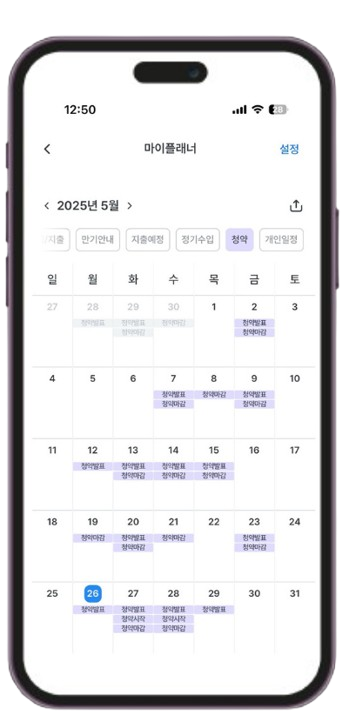 12:50
28
마이플래너
설정
2025년 5월
지출 만기안내 지출예정 정기수입 청약 개인일정
일 월 화 수 목 금 토
27 28 29 30 1 2 3
청약발표 청약발표 청약마감 청약발표
청약마감 청약마감
4 5 6 7 8 9 10
청약발표 청약마감 청약발표
청약마감 청약마감
11 12 13 14 15 16 17
청약발표 청약발표 청약발표 청약발표
청약마감 청약마감 청약마감
18 19 20 21 22 23 24
청약마감 청약발표 청약마감 청약발표
청약마감 청약마감
25 26 27 28 29 30 31
청약발표 청약발표 청약발표 청약발표
청약시작 청약시작
청약마감 청약마감